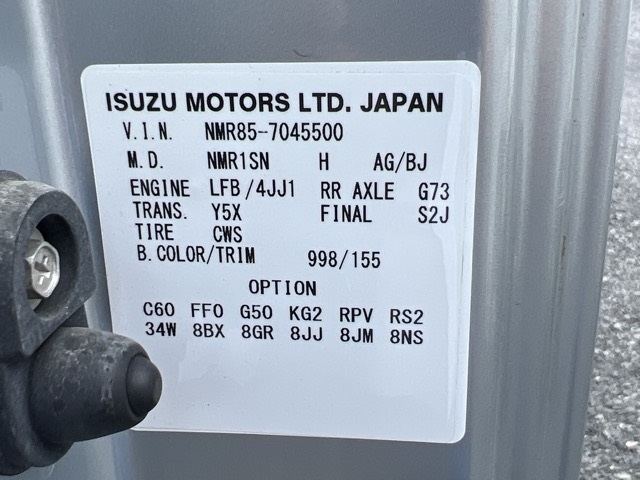 ISUZU MOTORS LTD. JAPAN
V.I.N. NMR85-7045500
M.D. NMR1SN H AG/BJ
ENGINE LFB/4JJ1 RR AXLE G73
TRANS. Y5X FINAL S2J
TIRE CWS
B.COLOR/TRIM 998/155
OPTION
C60 FF0 G50 KG2 RPV RS2
34W 8BX 8GR 8JJ 8JM 8NS